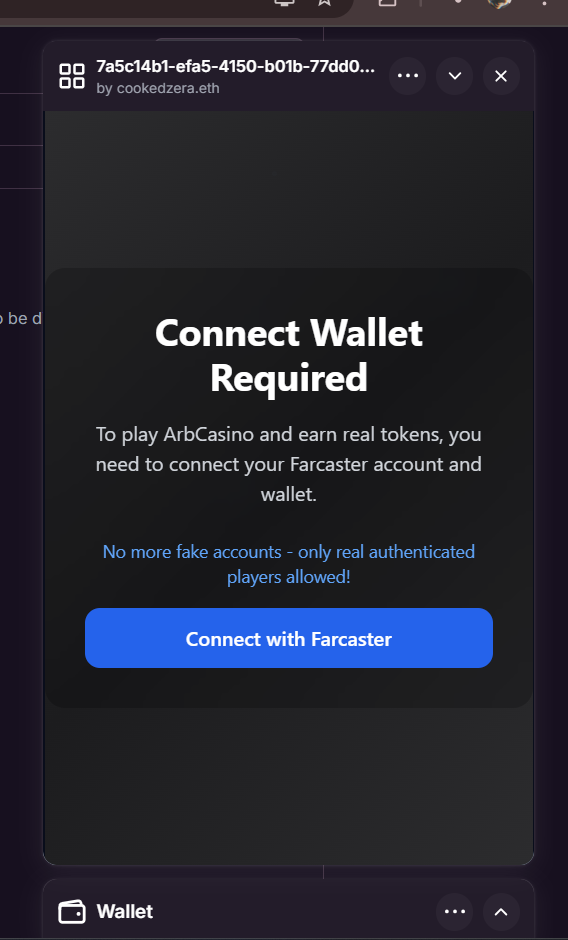 7a5c14b1-efa5-4150-b01b-77dd0...
by cookedzera.eth
o be d
Connect Wallet
Required
To play ArbCasino and earn real tokens, you
need to connect your Farcaster account and
wallet.
No more fake accounts - only real authenticated
players allowed!
Connect with Farcaster
Wallet